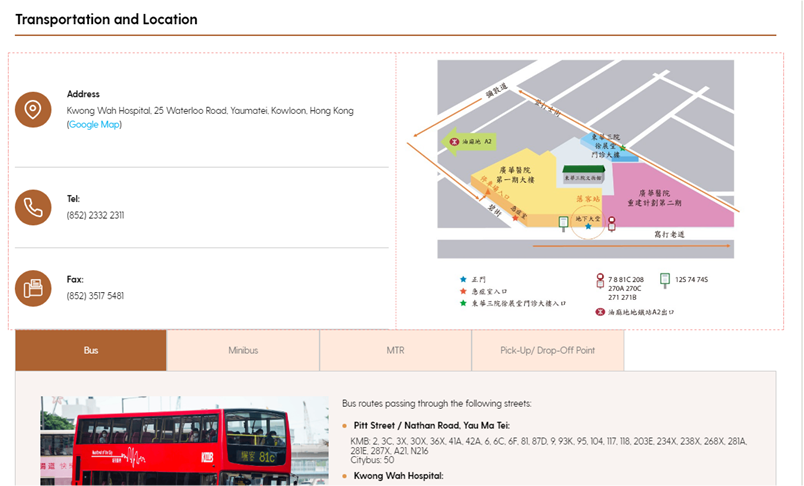 Transportation and Location
Address
Kwong Wah Hospital, 25 Waterloo Road, Yaumatei, Kowloon, Hong Kong
(Google Map)
Tel:
(852) 2332 2311
Fax:
(852) 3517 5481
彌敦道
油麻地 A2
東華三院
徐展堂
門診大樓
廣華醫院
第一期大樓
東華三院文物館
廣華醫院
重建計劃第二期
落客站
急症室
碧街
地下大堂
窩打老道
正門
急症室入口
東華三院徐展堂門診大樓入口
7 8 81C 208
270A 270C
271 271B
12S 74 74S
油麻地地鐵站A2出口
Bus
Minibus
MTR
Pick-Up/ Drop-Off Point
Bus routes passing through the following streets:
Pitt Street / Nathan Road, Yau Ma Tei:
KMB: 2, 3C, 3X, 30X, 36X, 41A, 42A, 6, 6C, 6F, 81, 87D, 9, 93K, 95, 104, 117, 118, 203E, 234X, 238X, 268X, 281A,
281E, 287X, A21, N216
Citybus: 50
Kwong Wah Hospital:
81C